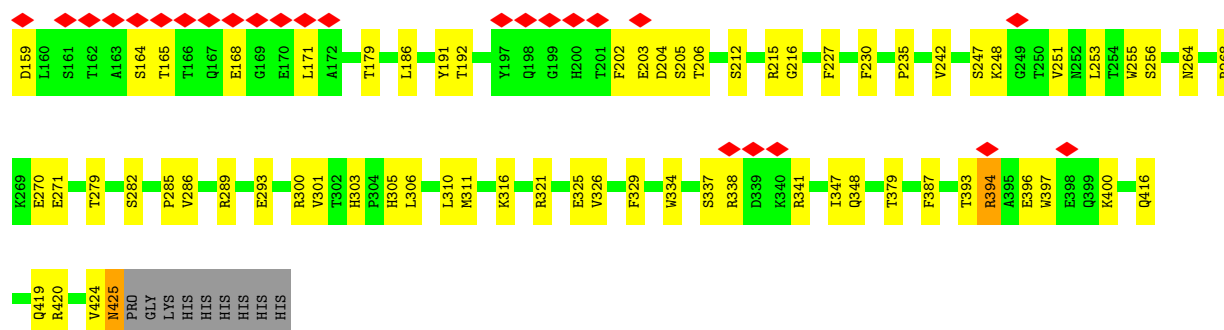 D159 L160 S161 T162 A163 S164 T165 T166 Q167 E168 G169 E170 L171 A172 T179 L186 Y191 T192 Y197 Q198 G199 H200 T201 F202 E203 D204 S205 T206 S212 R215 G216 F227 F230 P235 V242 S247 K248 G249 T250 V251 N252 L253 T254 W255 S256 N264
K269 E270 E271 T279 S282 P285 V286 R289 E293 R300 V301 T302 H303 P304 H305 L306 L310 M311 K316 R321 E325 V326 F329 W334 S337 R338 D339 K340 R341 I347 Q348 T379 F387 T393 R394 A395 E396 W397 E398 Q399 K400 Q416
Q419 R420 V424 N425 PRO GLY LYS HIS HIS HIS HIS HIS HIS